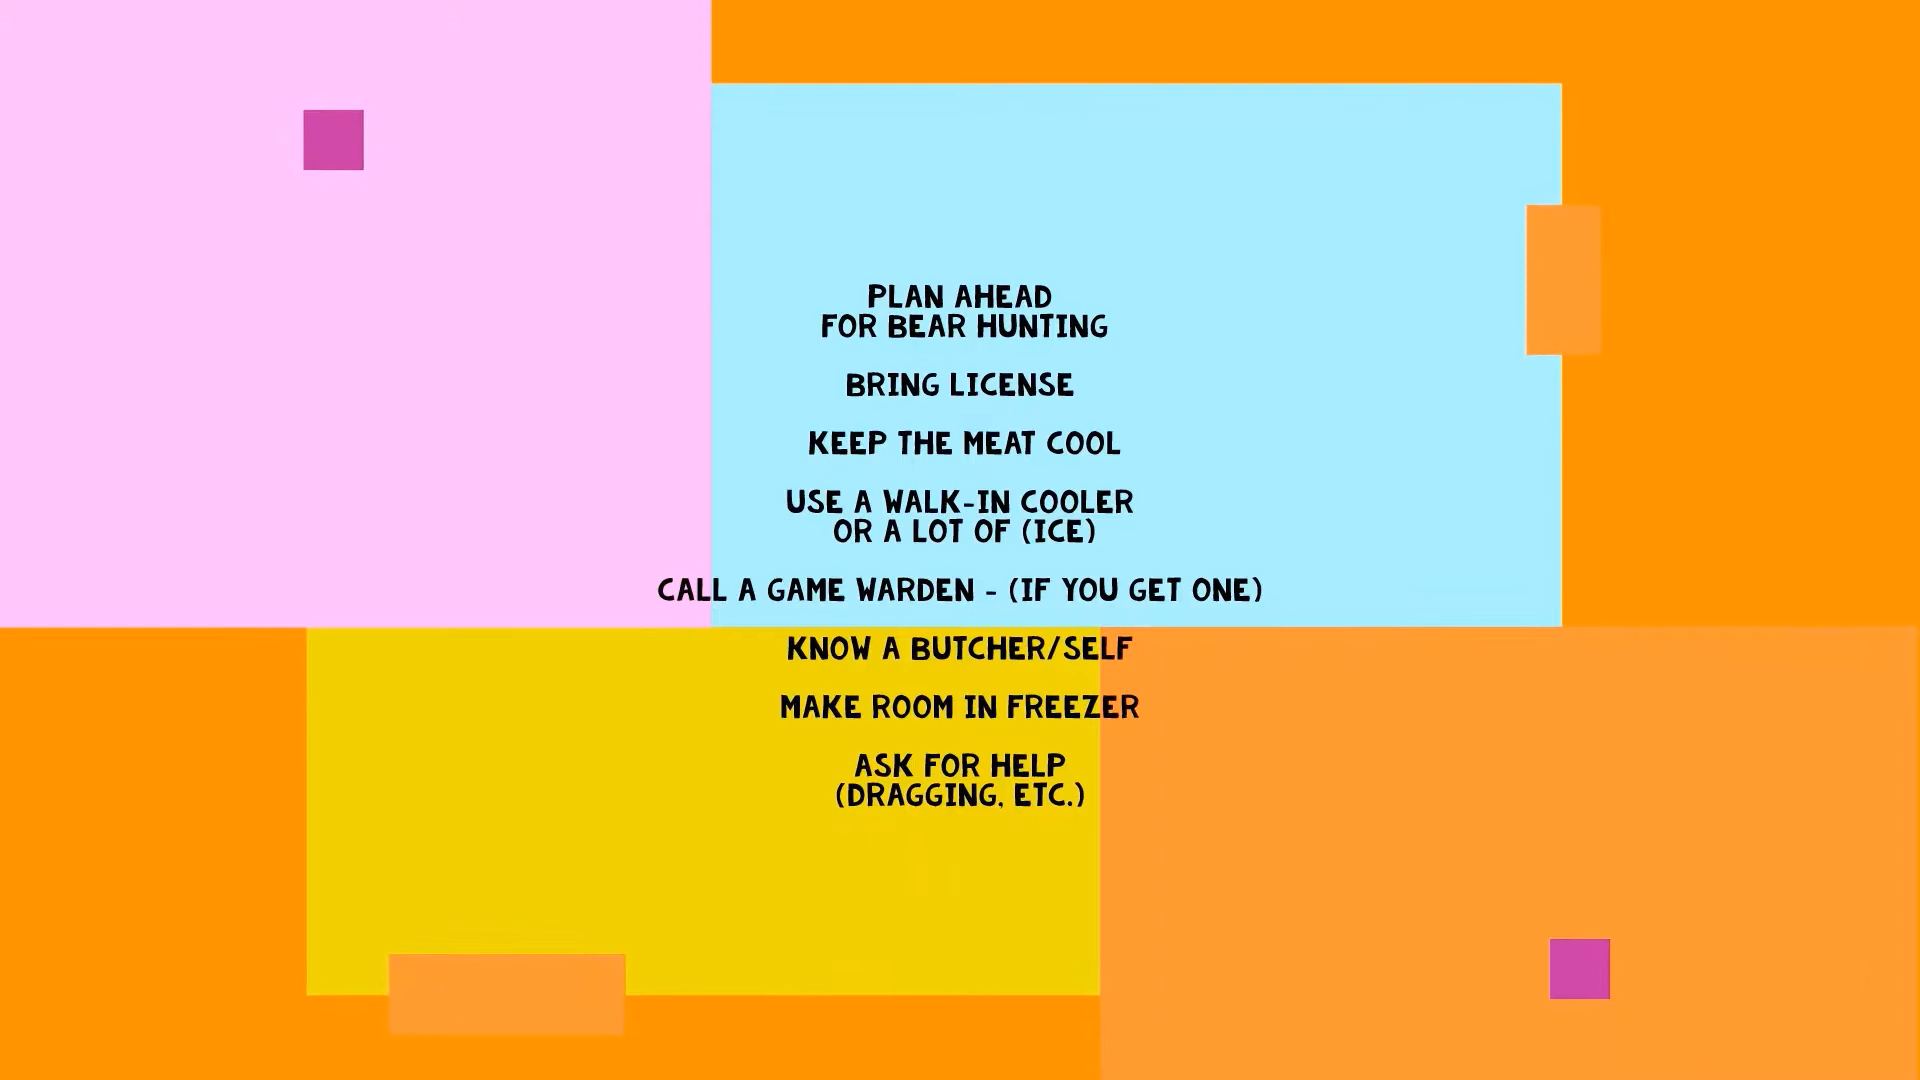 PLAN AHEAD
FOR BEAR HUNTING
BRING LICENSE
KEEP THE MEAT COOL
USE A WALK-IN COOLER
OR A LOT OF (ICE)
CALL A GAME WARDEN - (IF YOU GET ONE)
KNOW A BUTCHER/SELF
MAKE ROOM IN FREEZER
ASK FOR HELP
(DRAGGING, ETC.)